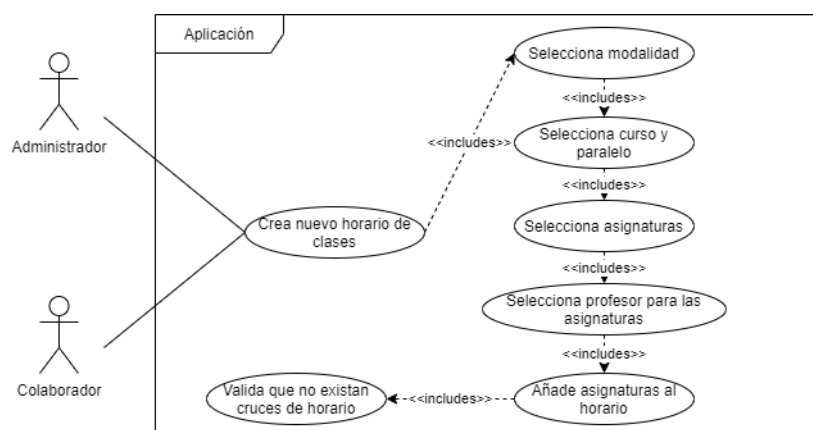 Aplicación
Selecciona modalidad
<<includes>>
Administrador
<<includes>>
Selecciona curso y
paralelo
<<includes>>
Crea nuevo horario de
clases
Selecciona asignaturas
<<includes>>
Selecciona profesor para las
asignaturas
<<includes>>
Colaborador
Valida que no existan
cruces de horario
<<includes>>
Añade asignaturas al
horario